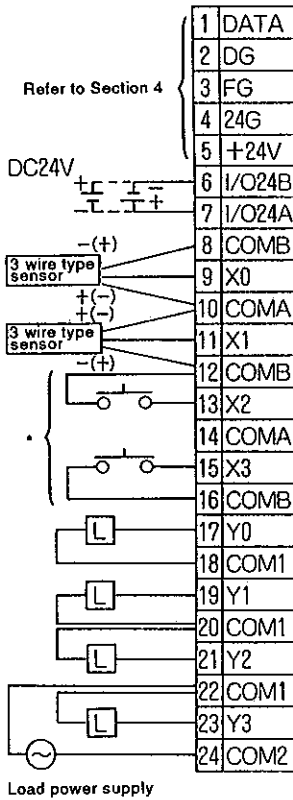 1 DATA
2 DG
Refer to Section 4
3 FG
4 24G
5 +24V
DC24V
+ -
6 I/O24B
- +
7 I/O24A
-(+)
8 COMB
3 wire type
sensor
9 X0
+(-)
10 COMA
+(-)
3 wire type
sensor
11 X1
-(+)
12 COMB
13 X2
14 COMA
15 X3
16 COMB
L
17 Y0
18 COM1
L
19 Y1
20 COM1
L
21 Y2
22 COM1
L
23 Y3
24 COM2
Load power supply